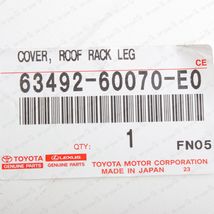 COVER, ROOF RACK LEG
CE
63492-60070-E0
QTY:
1
FN05
TOYOTA
GENUINE PARTS
LEXUS
GENUINE PARTS
TOYOTA MOTOR CORPORATION
MADE IN JAPAN 23